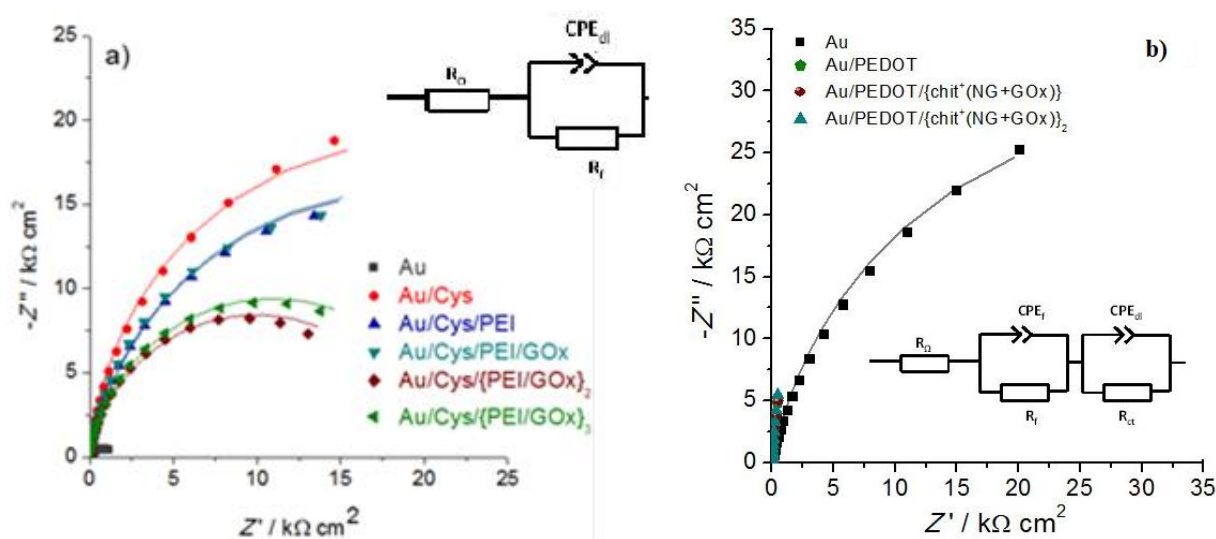 a)
CPEdl
RΩ
Rf
25
20
15
10
5
0
-Z" / kΩ cm²
Au
Au/Cys
Au/Cys/PEI
Au/Cys/PEI/GOx
Au/Cys/{PEI/GOx}₂
Au/Cys/{PEI/GOx}₃
0 5 10 15 20 25
Z' / kΩ cm²
b)
35
30
25
20
15
10
5
0
-Z" / kΩ cm²
Au
Au/PEDOT
Au/PEDOT/{chit⁺(NG+GOx)}
Au/PEDOT/{chit⁺(NG+GOx)}₂
CPEf CPEdl
RΩ
Rf Rct
0 5 10 15 20 25 30 35
Z' / kΩ cm²